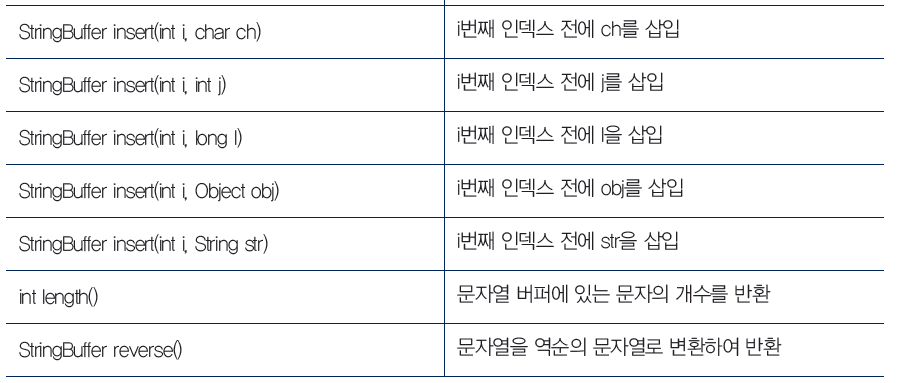 StringBuffer insert(int i, char ch) i번째 인덱스 전에 ch를 삽입
StringBuffer insert(int i, int j) i번째 인덱스 전에 j를 삽입
StringBuffer insert(int i, long l) i번째 인덱스 전에 l을 삽입
StringBuffer insert(int i, Object obj) i번째 인덱스 전에 obj를 삽입
StringBuffer insert(int i, String str) i번째 인덱스 전에 str을 삽입
int length() 문자열 버퍼에 있는 문자의 개수를 반환
StringBuffer reverse() 문자열을 역순의 문자열로 변환하여 반환